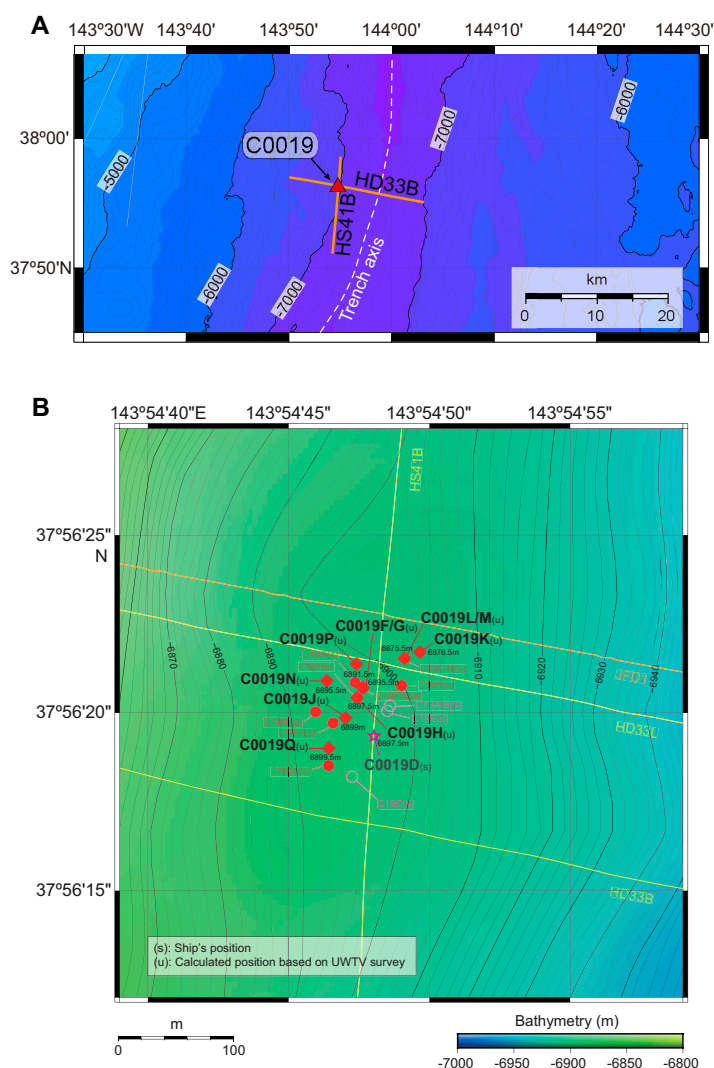 A
143°30'W 143°40' 143°50' 144°00' 144°10' 144°20' 144°30'
38°00'
37°50'N
-5000
-6000
-7000
-7000
-6000
C0019
HD33B
HS41B
Trench axis
km
0 10 20
B
143°54'40"E 143°54'45" 143°54'50" 143°54'55"
37°56'25"
N
37°56'20"
37°56'15"
HS41B
C0019L/M(u)
C0019F/G(u)
C0019P(u)
C0019K(u)
6875.5m
6876.5m
C0019N(u)
6891.5m
6895.5m
6895.5m
C0019J(u)
6897.5m
6899m
C0019H(u)
6897.5m
C0019Q(u)
6899.5m
C0019D(s)
C19C(s)
-6870
-6880
-6890
-6900
-6910
-6920
-6930
-6940
JFD1
HD33L
HD33B
(s): Ship's position
(u): Calculated position based on UWTV survey
m
0 100
Bathymetry (m)
-7000 -6950 -6900 -6850 -6800